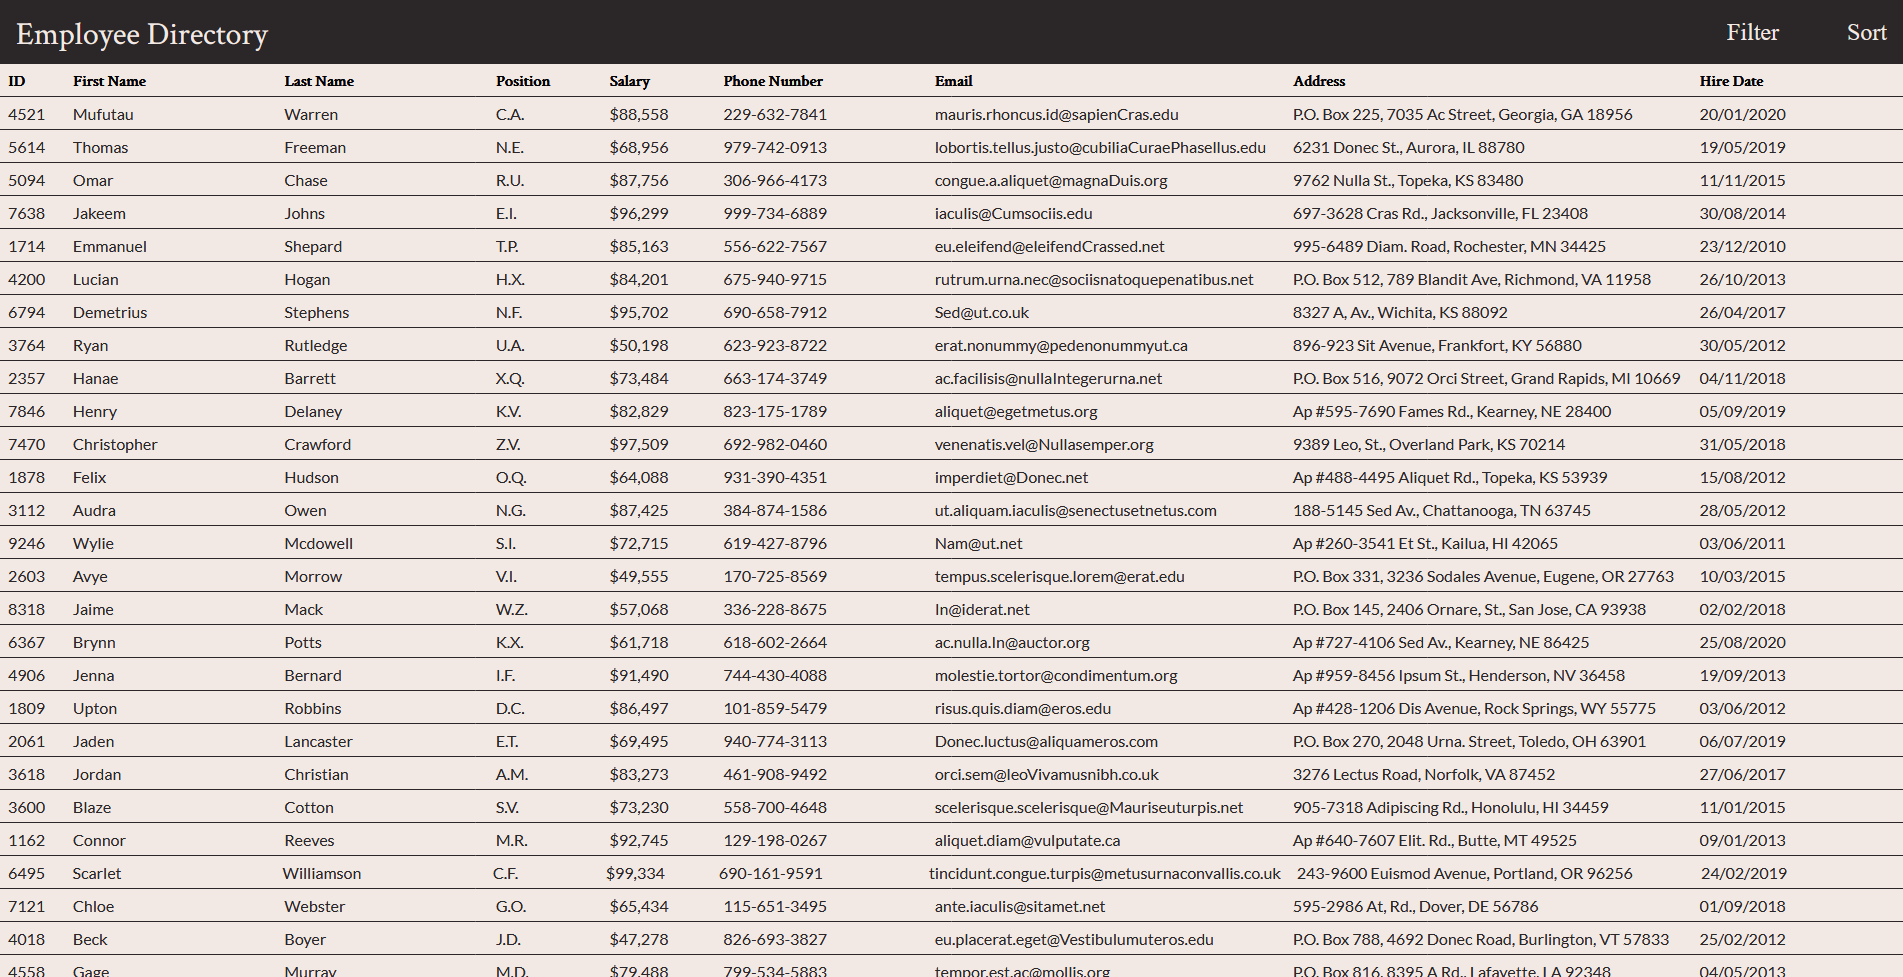 Employee Directory Filter Sort
ID First Name Last Name Position Salary Phone Number Email Address Hire Date
4521 Mufutau Warren C.A. $88,558 229-632-7841 mauris.rhoncus.id@sapienCras.edu P.O. Box 225, 7035 Ac Street, Georgia, GA 18956 20/01/2020
5614 Thomas Freeman N.E. $68,956 979-742-0913 lobortis.tellus.justo@cubiliaCuraePhasellus.edu 6231 Donec St., Aurora, IL 88780 19/05/2019
5094 Omar Chase R.U. $87,756 306-966-4173 congue.a.aliquet@magnaDuis.org 9762 Nulla St., Topeka, KS 83480 11/11/2015
7638 Jakeem Johns E.I. $96,299 999-734-6889 iaculis@Cumsociis.edu 697-3628 Cras Rd., Jacksonville, FL 23408 30/08/2014
1714 Emmanuel Shepard T.P. $85,163 556-622-7567 eu.eleifend@eleifendCrassed.net 995-6489 Diam. Road, Rochester, MN 34425 23/12/2010
4200 Lucian Hogan H.X. $84,201 675-940-9715 rutrum.urna.nec@sociisnatoquepenatibus.net P.O. Box 512, 789 Blandit Ave, Richmond, VA 11958 26/10/2013
6794 Demetrius Stephens N.F. $95,702 690-658-7912 Sed@ut.co.uk 8327 A, Av., Wichita, KS 88092 26/04/2017
3764 Ryan Rutledge U.A. $50,198 623-923-8722 erat.nonummy@pedenonummyut.ca 896-923 Sit Avenue, Frankfort, KY 56880 30/05/2012
2357 Hanae Barrett X.Q. $73,484 663-174-3749 ac.facilisis@nullaIntegerurna.net P.O. Box 516, 9072 Orci Street, Grand Rapids, MI 10669 04/11/2018
7846 Henry Delaney K.V. $82,829 823-175-1789 aliquet@egetmetus.org Ap #595-7690 Fames Rd., Kearney, NE 28400 05/09/2019
7470 Christopher Crawford Z.V. $97,509 692-982-0460 venenatis.vel@Nullasemper.org 9389 Leo, St., Overland Park, KS 70214 31/05/2018
1878 Felix Hudson O.Q. $64,088 931-390-4351 imperdiet@Donec.net Ap #488-4495 Aliquet Rd., Topeka, KS 53939 15/08/2012
3112 Audra Owen N.G. $87,425 384-874-1586 ut.aliquam.iaculis@senectusetnetus.com 188-5145 Sed Av., Chattanooga, TN 63745 28/05/2012
9246 Wylie Mcdowell S.I. $72,715 619-427-8796 Nam@ut.net Ap #260-3541 Et St., Kailua, HI 42065 03/06/2011
2603 Avye Morrow V.I. $49,555 170-725-8569 tempus.scelerisque.lorem@erat.edu P.O. Box 331, 3236 Sodales Avenue, Eugene, OR 27763 10/03/2015
8318 Jaime Mack W.Z. $57,068 336-228-8675 In@iderat.net P.O. Box 145, 2406 Ornare, St., San Jose, CA 93938 02/02/2018
6367 Brynn Potts K.X. $61,718 618-602-2664 ac.nulla.In@auctor.org Ap #727-4106 Sed Av., Kearney, NE 86425 25/08/2020
4906 Jenna Bernard I.F. $91,490 744-430-4088 molestie.tortor@condimentum.org Ap #959-8456 Ipsum St., Henderson, NV 36458 19/09/2013
1809 Upton Robbins D.C. $86,497 101-859-5479 risus.quis.diam@eros.edu Ap #428-1206 Dis Avenue, Rock Springs, WY 55775 03/06/2012
2061 Jaden Lancaster E.T. $69,495 940-774-3113 Donec.luctus@aliquameros.com P.O. Box 270, 2048 Urna. Street, Toledo, OH 63901 06/07/2019
3618 Jordan Christian A.M. $83,273 461-908-9492 orci.sem@leoVivamusnibh.co.uk 3276 Lectus Road, Norfolk, VA 87452 27/06/2017
3600 Blaze Cotton S.V. $73,230 558-700-4648 scelerisque.scelerisque@Mauriseuturpis.net 905-7318 Adipiscing Rd., Honolulu, HI 34459 11/01/2015
1162 Connor Reeves M.R. $92,745 129-198-0267 aliquet.diam@vulputate.ca Ap #640-7607 Elit. Rd., Butte, MT 49525 09/01/2013
6495 Scarlet Williamson C.F. $99,334 690-161-9591 tincidunt.congue.turpis@metusurnaconvallis.co.uk 243-9600 Euismod Avenue, Portland, OR 96256 24/02/2019
7121 Chloe Webster G.O. $65,434 115-651-3495 ante.iaculis@sitamet.net 595-2986 At, Rd., Dover, DE 56786 01/09/2018
4018 Beck Boyer J.D. $47,278 826-693-3827 eu.placerat.eget@Vestibulumuteros.edu P.O. Box 788, 4692 Donec Road, Burlington, VT 57833 25/02/2012
4558 Gage Murray M.D. $79,488 799-534-5883 tempor.est.ac@mollis.org P.O. Box 816, 8395 A Rd., Lafayette, LA 92348 04/05/2013